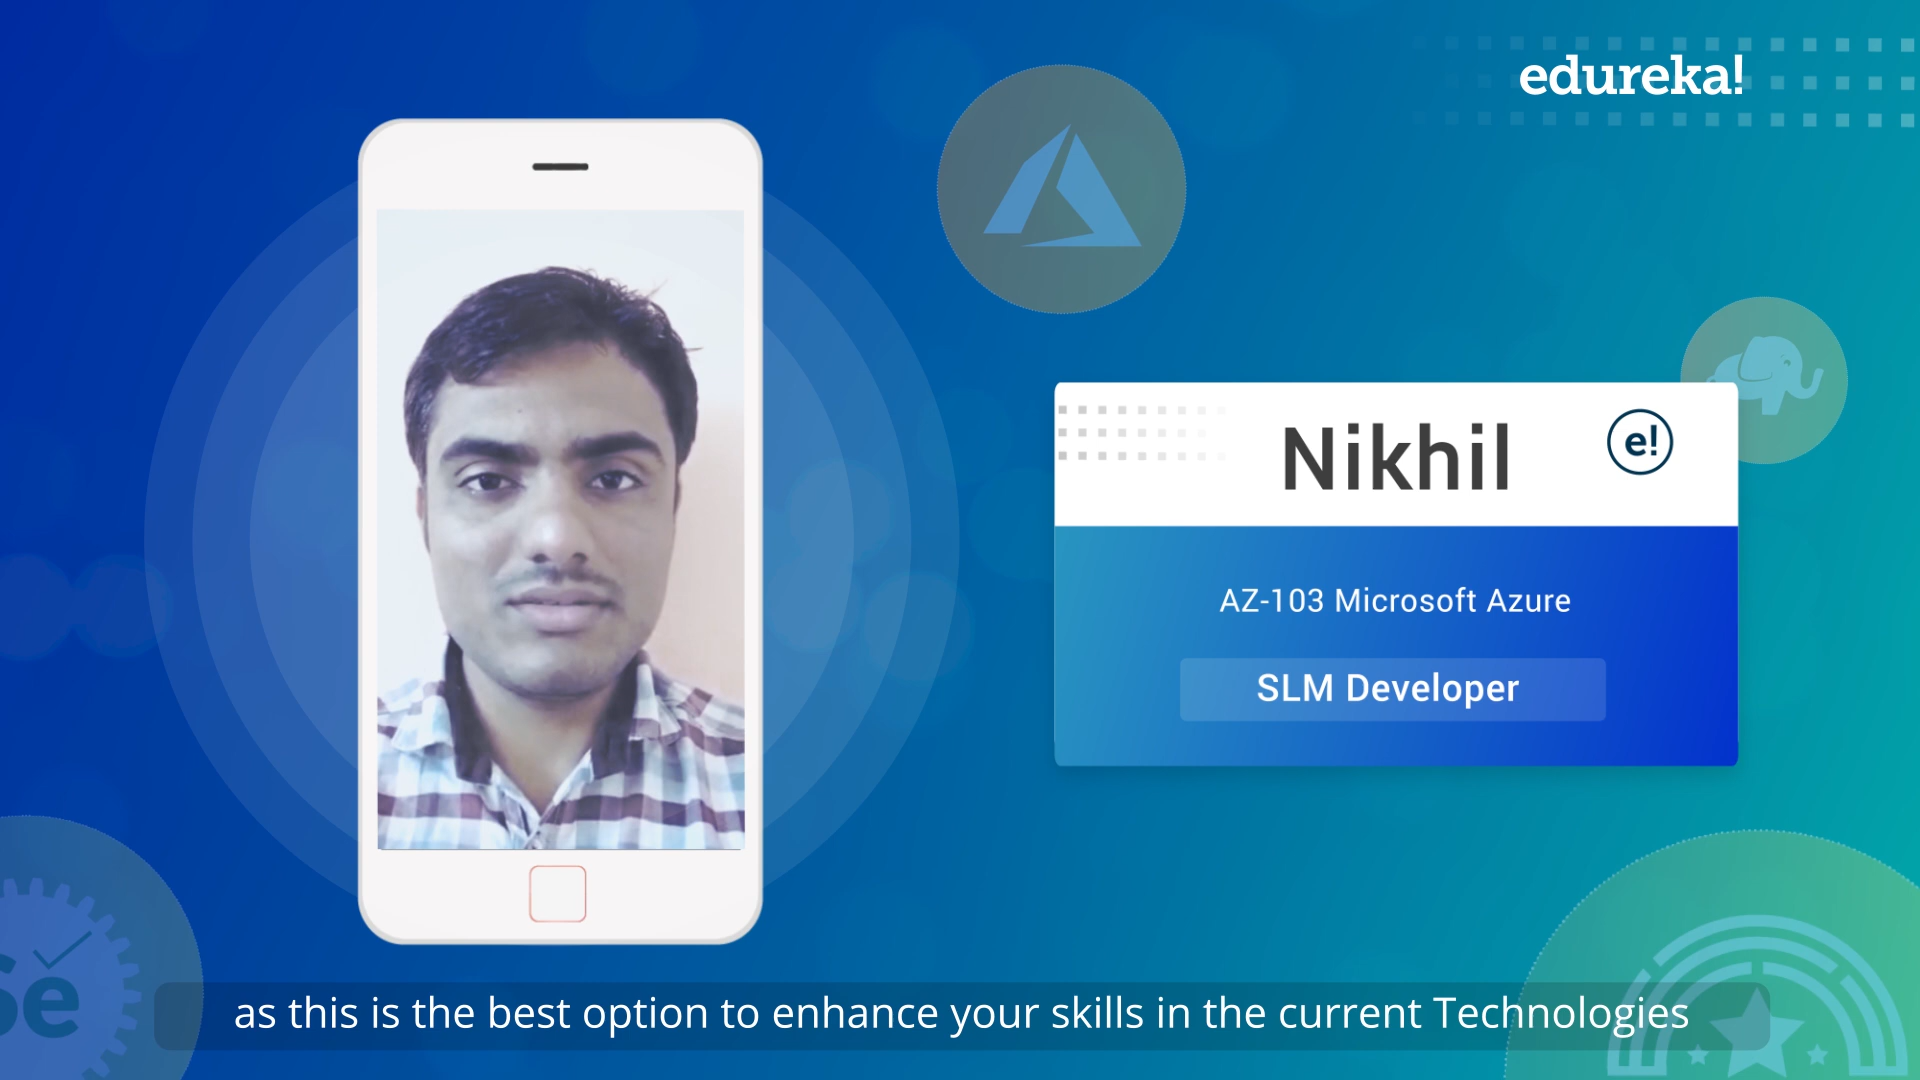 edureka!
Nikhil
e!
AZ-103 Microsoft Azure
SLM Developer
Se
as this is the best option to enhance your skills in the current Technologies